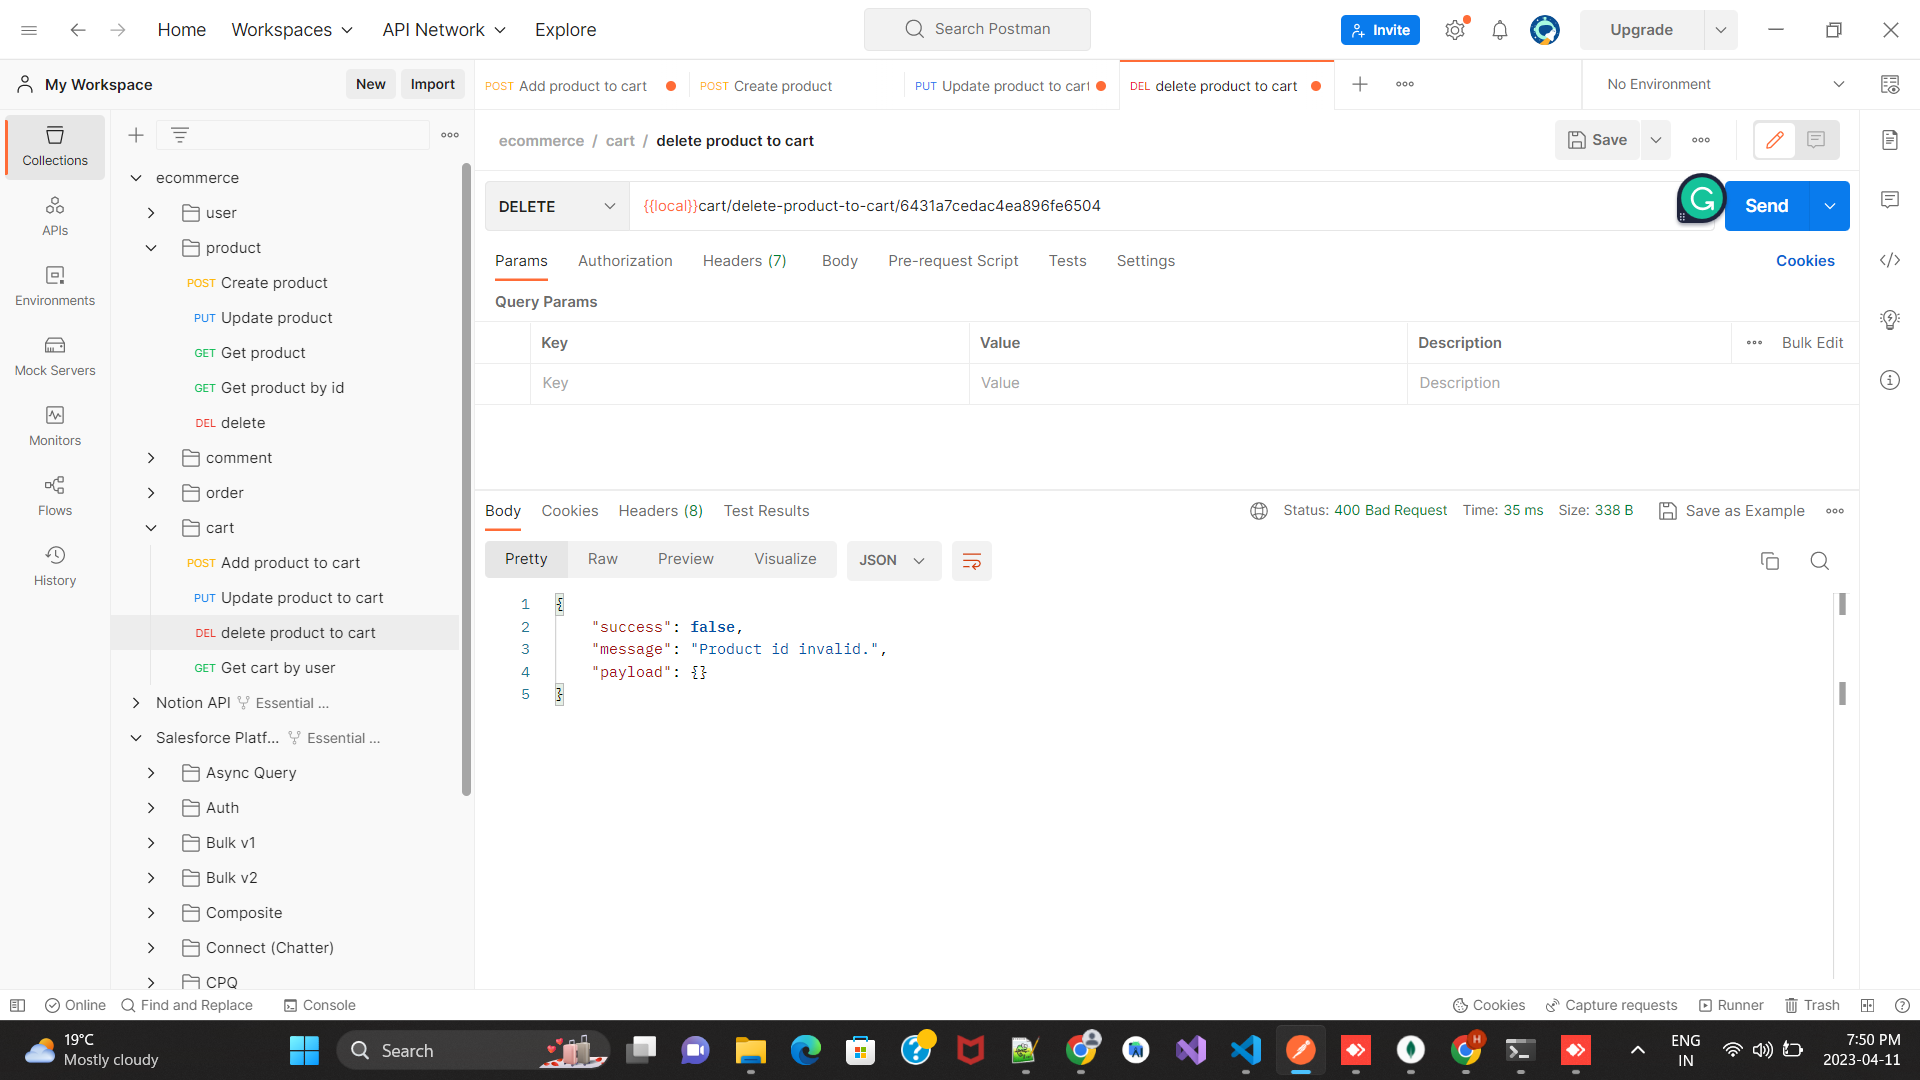 Home
Workspaces
API Network
Explore
Search Postman
Invite
Upgrade
My Workspace
New
Import
POST Add product to cart
POST Create product
PUT Update product to cart
DEL delete product to cart
No Environment
Collections
APIs
Environments
Mock Servers
Monitors
Flows
History
ecommerce
user
product
POST Create product
PUT Update product
GET Get product
GET Get product by id
DEL delete
comment
order
cart
POST Add product to cart
PUT Update product to cart
DEL delete product to cart
GET Get cart by user
Notion API Essential ...
Salesforce Platf... Essential ...
Async Query
Auth
Bulk v1
Bulk v2
Composite
Connect (Chatter)
CPQ
ecommerce / cart / delete product to cart
Save
DELETE
{{local}}cart/delete-product-to-cart/6431a7cedac4ea896fe6504
Send
Params Authorization Headers (7) Body Pre-request Script Tests Settings
Cookies
Query Params
Key Value Description Bulk Edit
Key Value Description
Body Cookies Headers (8) Test Results
Status: 400 Bad Request Time: 35 ms Size: 338 B
Save as Example
Pretty Raw Preview Visualize JSON
1 {
2 "success": false,
3 "message": "Product id invalid.",
4 "payload": {}
5 }
Online
Find and Replace
Console
Cookies
Capture requests
Runner
Trash
19°C
Mostly cloudy
Search
H
ENG
IN
7:50 PM
2023-04-11